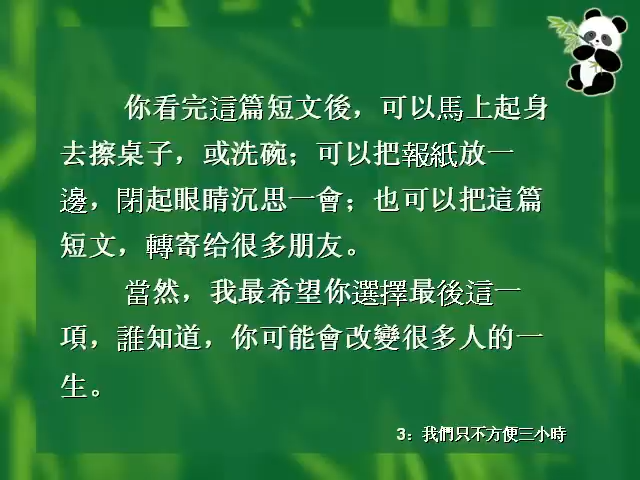 你看完這篇短文後，可以馬上起身
去擦桌子，或洗碗；可以把報紙放一
邊，閉起眼睛沉思一會；也可以把這篇
短文，轉寄给很多朋友。
當然，我最希望你選擇最後這一
項，誰知道，你可能會改變很多人的一
生。
3：我們只不方便三小時